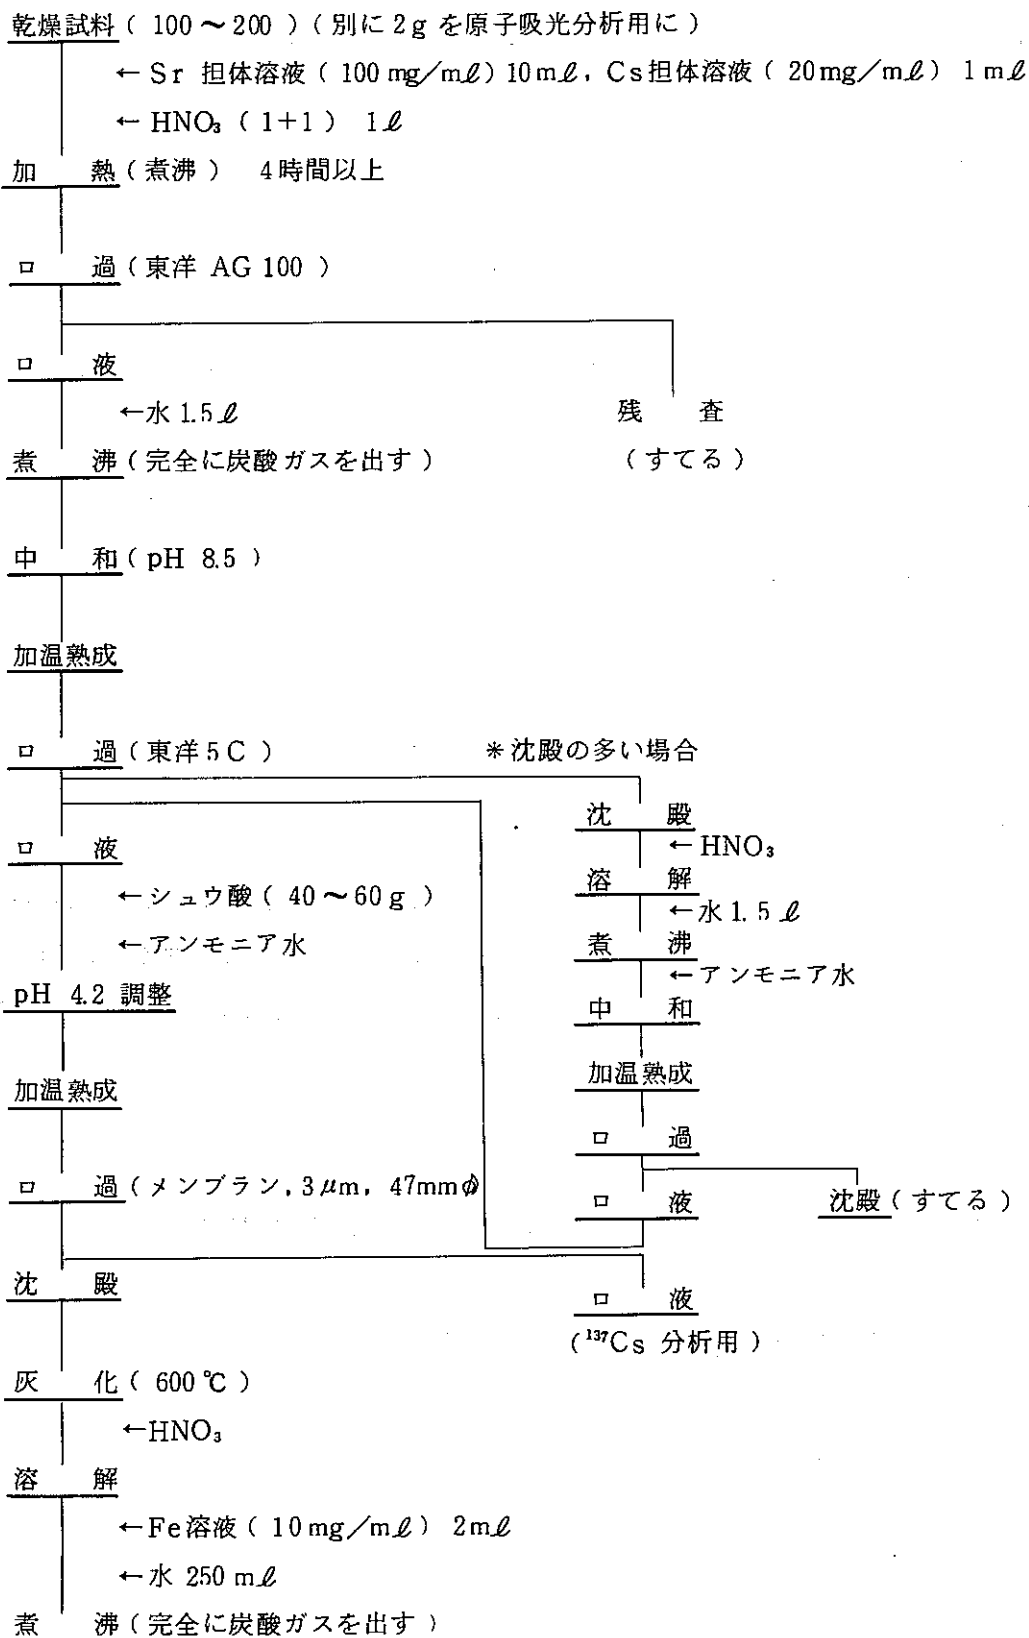 乾燥試料（ 100～200 ）（別に2gを原子吸光分析用に）
←Sr 担体溶液（ 100mg/mℓ）10mℓ，Cs担体溶液（ 20mg/mℓ） 1mℓ
←HNO₃（ 1+1 ） 1ℓ
加　熱（煮沸） 4時間以上
ロ　過（東洋 AG 100 ）
ロ　液
←水 1.5ℓ
残　査
煮　沸（完全に炭酸ガスを出す）
（すてる）
中　和（ pH 8.5 ）
加温熟成
ロ　過（東洋5C ）
＊沈殿の多い場合
沈　殿
←HNO₃
ロ　液
溶　解
←シュウ酸（ 40～60g ）
←水1.5ℓ
←アンモニア水
煮　沸
←アンモニア水
pH 4.2 調整
中　和
加温熟成
加温熟成
ロ　過
ロ　過（メンブラン，3μm，47mmφ
ロ　液
沈殿（すてる）
沈　殿
ロ　液
（¹³⁷Cs 分析用）
灰　化（ 600℃ ）
←HNO₃
溶　解
←Fe溶液（ 10mg/mℓ） 2mℓ
←水 250mℓ
煮　沸（完全に炭酸ガスを出す）